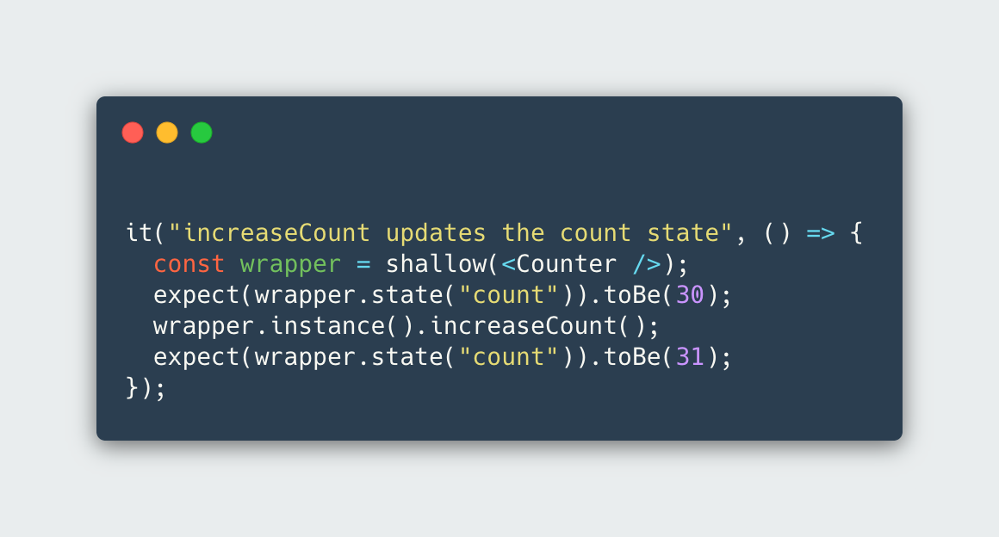 it("increaseCount updates the count state", () => {
  const wrapper = shallow(<Counter />);
  expect(wrapper.state("count")).toBe(30);
  wrapper.instance().increaseCount();
  expect(wrapper.state("count")).toBe(31);
});